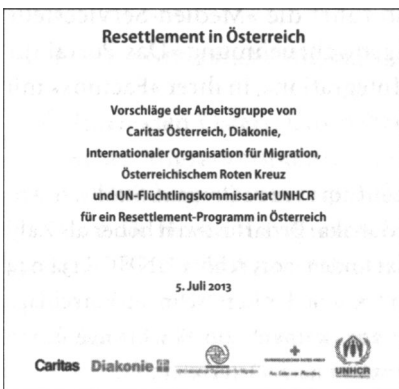 Resettlement in Österreich
Vorschläge der Arbeitsgruppe von
Caritas Österreich, Diakonie,
Internationaler Organisation für Migration,
Österreichischem Roten Kreuz
und UN-Flüchtlingskommissariat UNHCR
für ein Resettlement-Programm in Österreich
5. Juli 2013
Caritas Diakonie
UNHCR